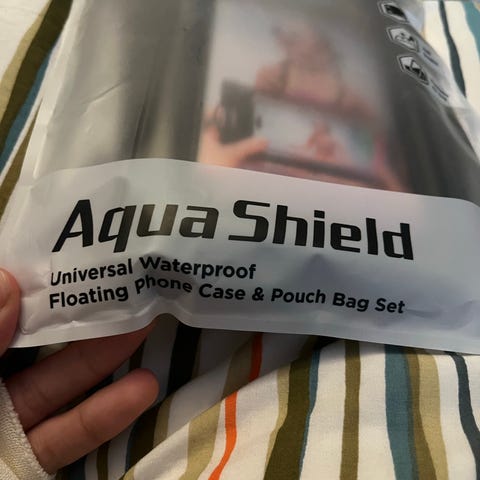 Aqua Shield
Universal Waterproof
Floating Phone Case & Pouch Bag Set